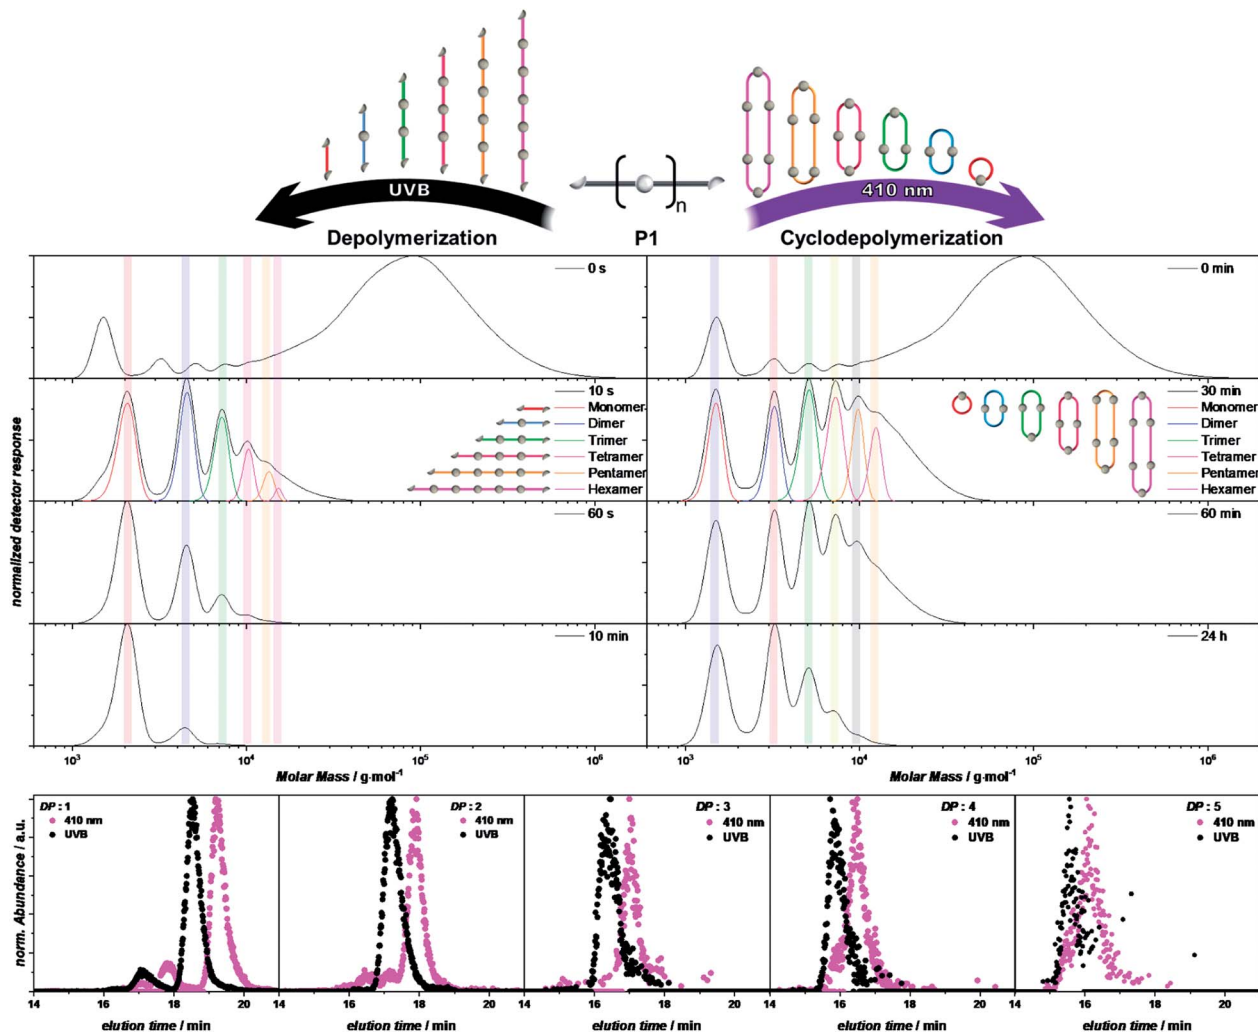 UVB
n
410 nm
Depolymerization
P1
Cyclodepolymerization
normalized detector response
0 s
0 min
10 s
Monomer
Dimer
Trimer
Tetramer
Pentamer
Hexamer
30 min
Monomer
Dimer
Trimer
Tetramer
Pentamer
Hexamer
60 s
60 min
10 min
24 h
10³ 10⁴ 10⁵ 10⁶
10³ 10⁴ 10⁵ 10⁶
Molar Mass / g·mol⁻¹
Molar Mass / g·mol⁻¹
norm. Abundance / a.u.
DP : 1
410 nm
UVB
DP : 2
410 nm
UVB
DP : 3
410 nm
UVB
DP : 4
410 nm
UVB
DP : 5
410 nm
UVB
14 16 18 20 14 16 18 20 14 16 18 20 14 16 18 20 14 16 18 20
elution time / min
elution time / min
elution time / min
elution time / min
elution time / min